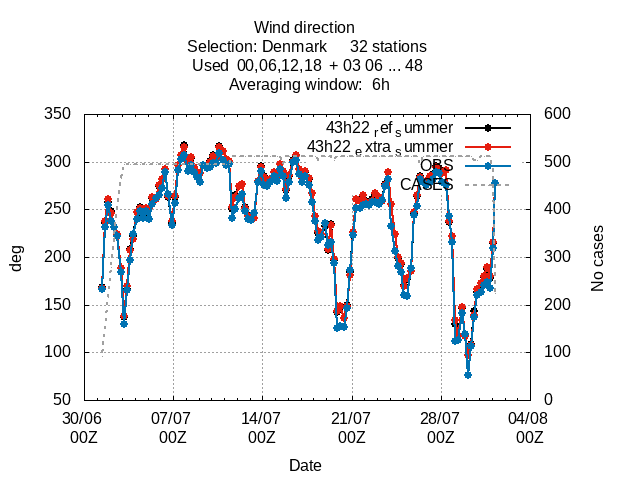 Wind direction
Selection: Denmark 32 stations
Used 00,06,12,18 + 03 06 ... 48
Averaging window: 6h
350 600
43h22 ref summer
43h22 extra summer
300 500
OBS
CASES
250 400
deg
200 300
No cases
150 200
100 100
50 0
30/06 07/07 14/07 21/07 28/07 04/08
00Z 00Z 00Z 00Z 00Z 00Z
Date